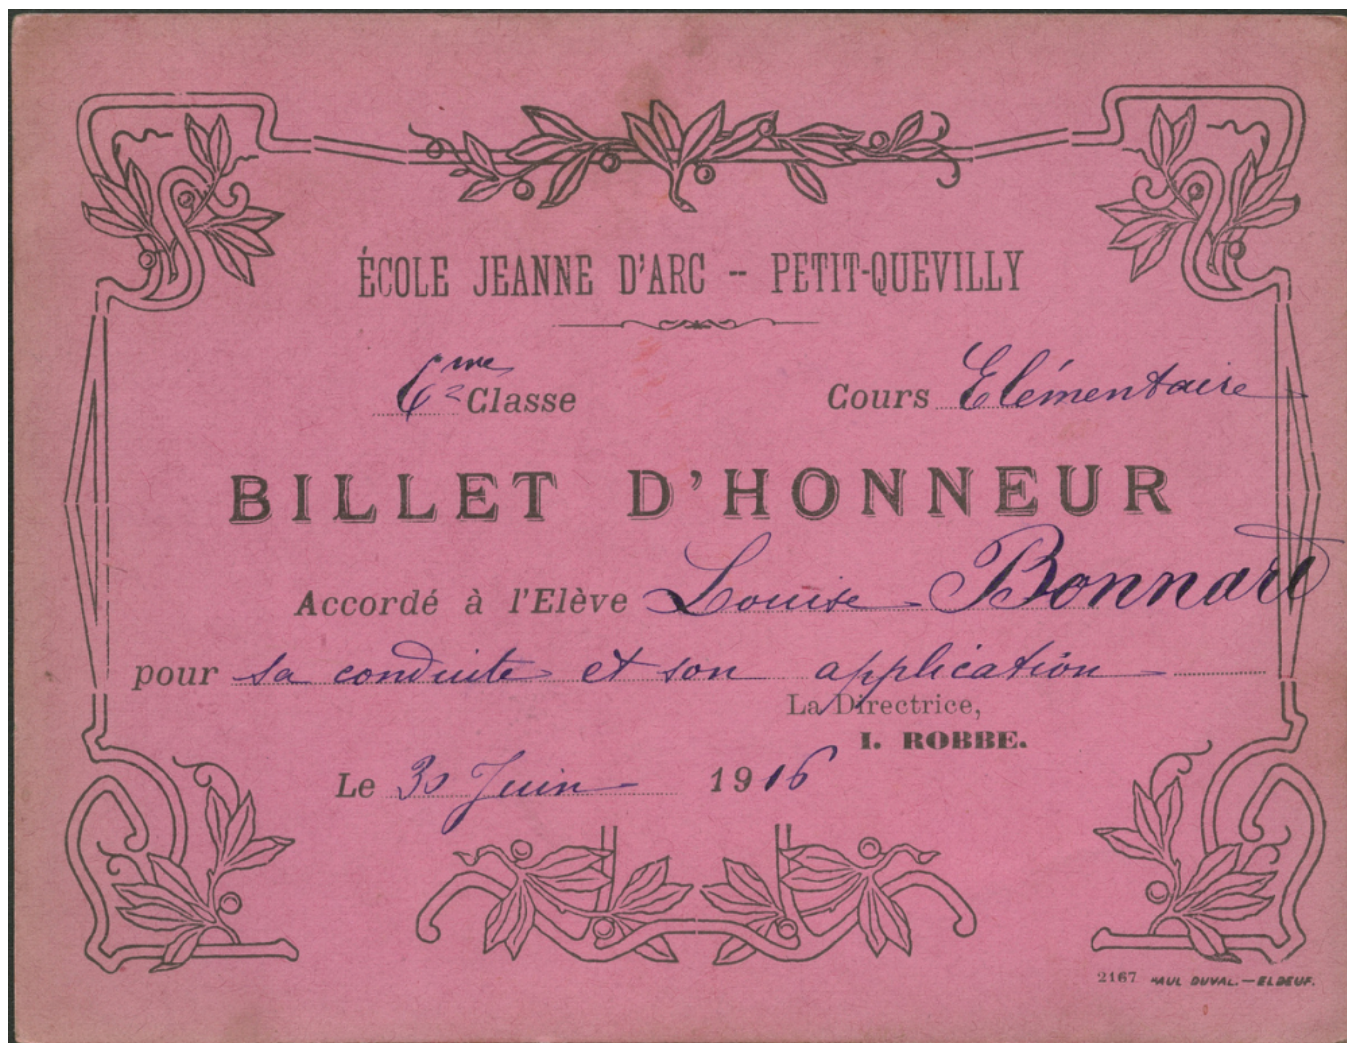 ÉCOLE JEANNE D'ARC - PETIT-QUEVILLY
6me Classe Cours Elémentaire
BILLET D'HONNEUR
Accordé à l'Elève Louise Bonnard
pour sa conduite et son application
La Directrice,
I. ROBBE.
Le 30 Juin 1916
2167 PAUL DUVAL.—ELBEUF.